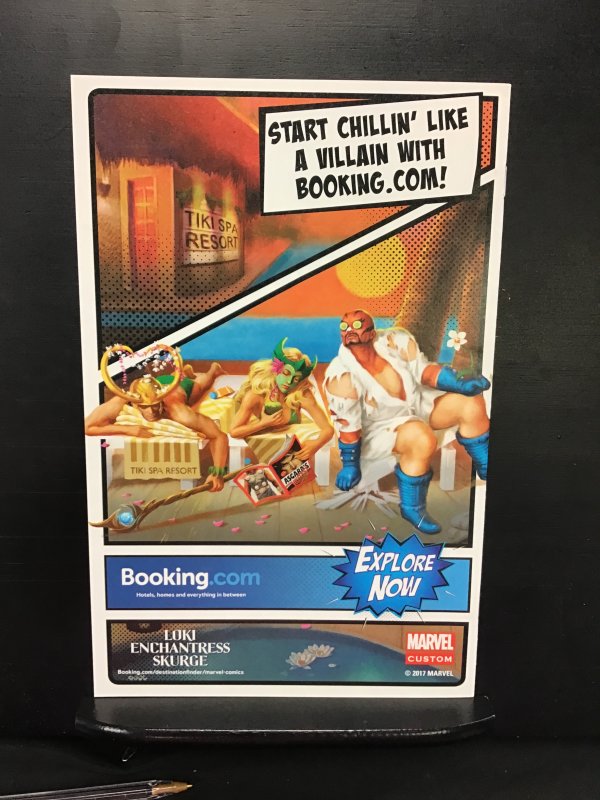 START CHILLIN' LIKE
A VILLAIN WITH
BOOKING.COM!
TIKI SPA
RESORT
TIKI SPA RESORT
ASGARD'S
Booking.com
Hotels, homes and everything in between
EXPLORE
NOW
LOKI
ENCHANTRESS
SKURGE
Booking.com/destinationfinder/marvel-comics
MARVEL
CUSTOM
© 2017 MARVEL